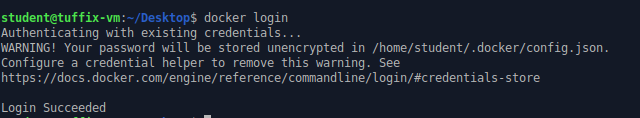 student@tuffix-vm:~/Desktop$ docker login
Authenticating with existing credentials...
WARNING! Your password will be stored unencrypted in /home/student/.docker/config.json.
Configure a credential helper to remove this warning. See
https://docs.docker.com/engine/reference/commandline/login/#credentials-store

Login Succeeded